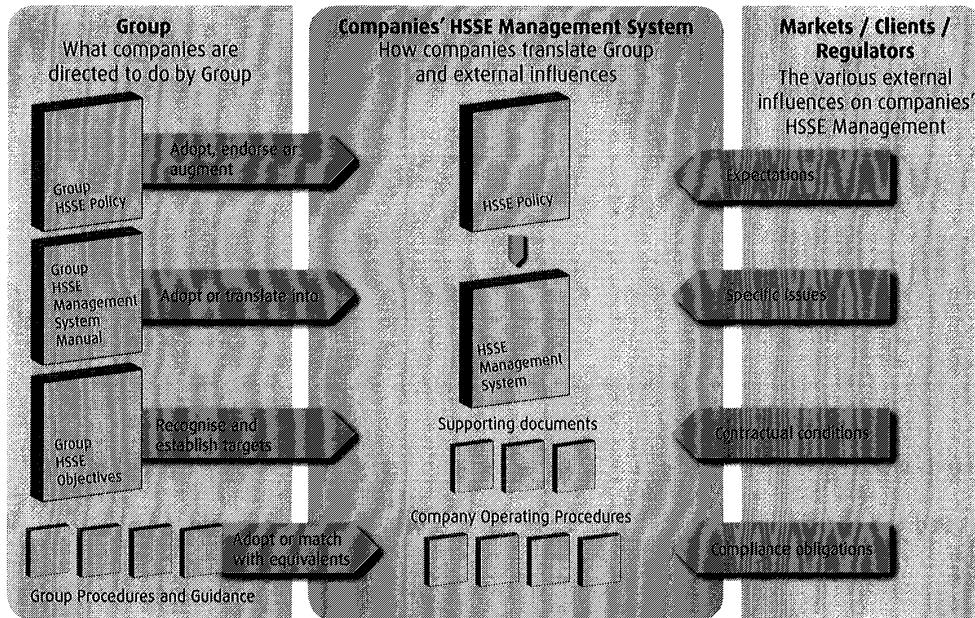 Group
What companies are
directed to do by Group
Adopt, endorse or
augment
Group
HSSE Policy
Adopt or translate into
Group
HSSE
Management
System
Manual
Recognise and
establish targets
Group
HSSE
Objectives
Adopt or match
with equivalents
Group Procedures and Guidance
Companies' HSSE Management System
How companies translate Group
and external influences
HSSE Policy
HSSE
Management
System
Supporting documents
Company Operating Procedures
Markets / Clients /
Regulators
The various external
influences on companies'
HSSE Management
Expectations
Specific issues
Contractual conditions
Compliance obligations